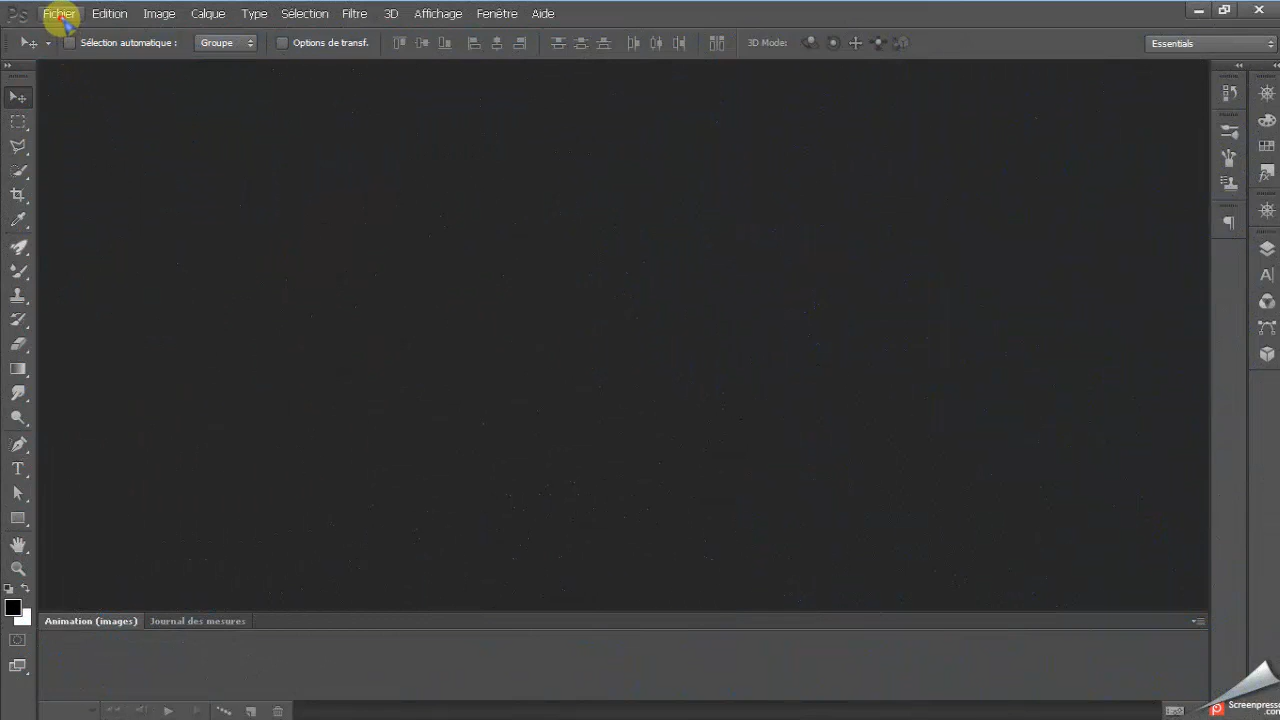 Ps Fichier Edition Image Calque Type Sélection Filtre 3D Affichage Fenêtre Aide
Sélection automatique : Groupe Options de transf. 3D Mode: Essentials
Animation (images) Journal des mesures
Screenpresso
.com